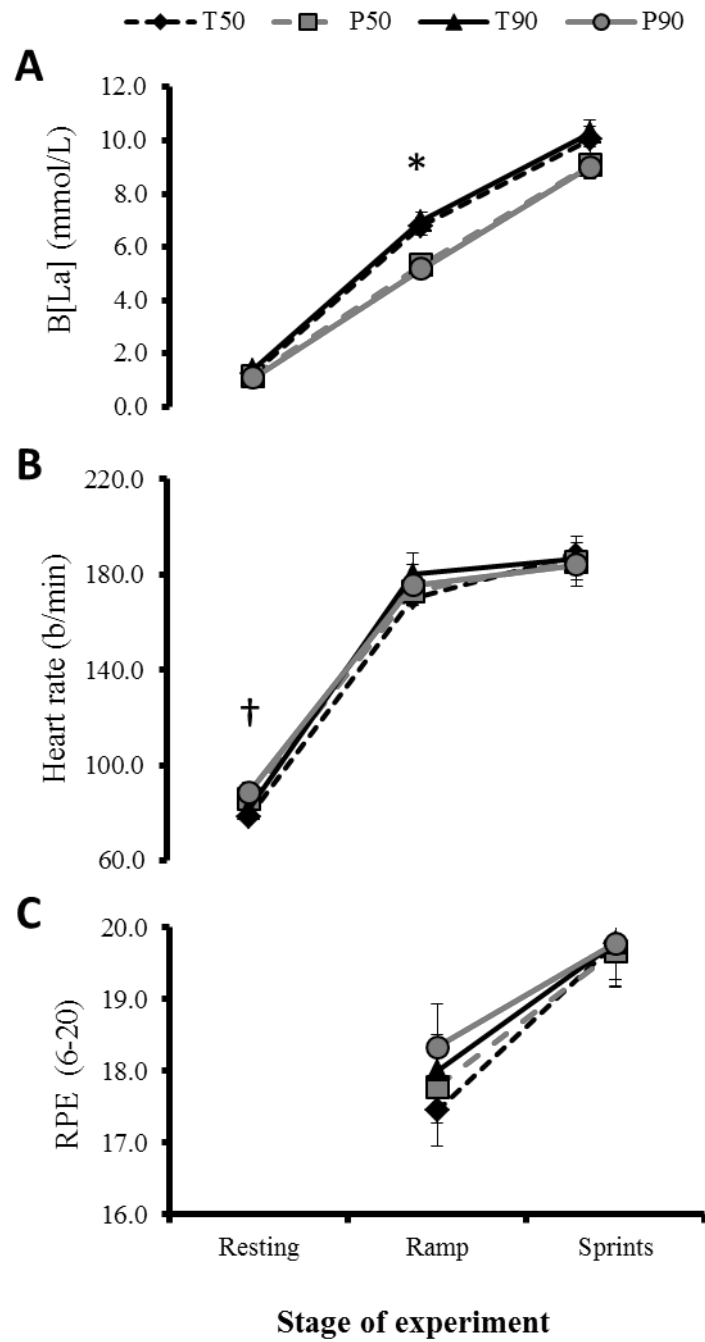 T50 P50 T90 P90
A
12.0
10.0
8.0
6.0
4.0
2.0
0.0
B[La] (mmol/L)
*
B
220.0
180.0
140.0
100.0
60.0
Heart rate (b/min)
†
C
20.0
19.0
18.0
17.0
16.0
RPE (6-20)
Resting Ramp Sprints
Stage of experiment